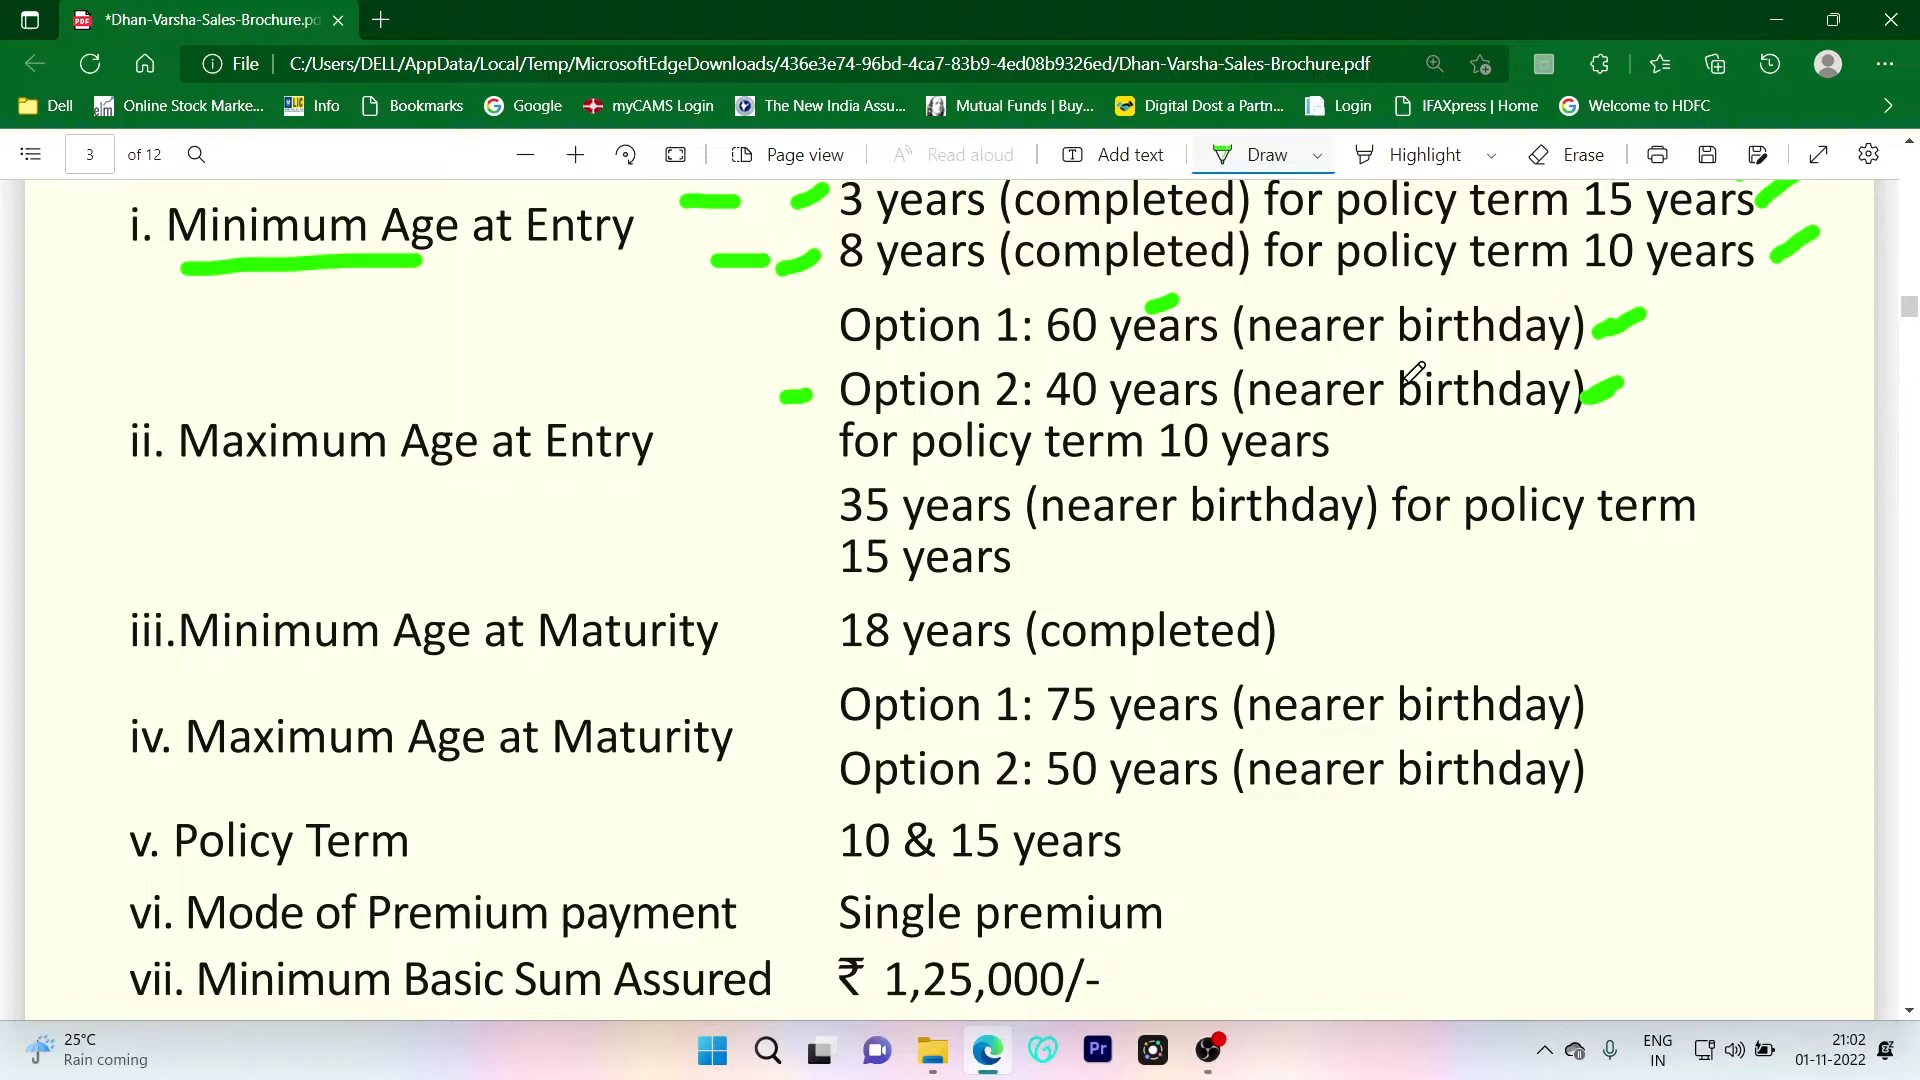 *Dhan-Varsha-Sales-Brochure.pd
File
C:/Users/DELL/AppData/Local/Temp/MicrosoftEdgeDownloads/436e3e74-96bd-4ca7-83b9-4ed08b9326ed/Dhan-Varsha-Sales-Brochure.pdf
Dell
Online Stock Marke...
Info
Bookmarks
Google
myCAMS Login
The New India Assu...
Mutual Funds | Buy...
Digital Dost a Partn...
Login
IFAXpress | Home
Welcome to HDFC
3 of 12
Page view
Read aloud
Add text
Draw
Highlight
Erase
i. Minimum Age at Entry
3 years (completed) for policy term 15 years
8 years (completed) for policy term 10 years
Option 1: 60 years (nearer birthday)
Option 2: 40 years (nearer birthday)
ii. Maximum Age at Entry
for policy term 10 years
35 years (nearer birthday) for policy term
15 years
iii.Minimum Age at Maturity
18 years (completed)
iv. Maximum Age at Maturity
Option 1: 75 years (nearer birthday)
Option 2: 50 years (nearer birthday)
v. Policy Term
10 & 15 years
vi. Mode of Premium payment
Single premium
vii. Minimum Basic Sum Assured
₹ 1,25,000/-
25°C
Rain coming
Pr
ENG
IN
21:02
01-11-2022